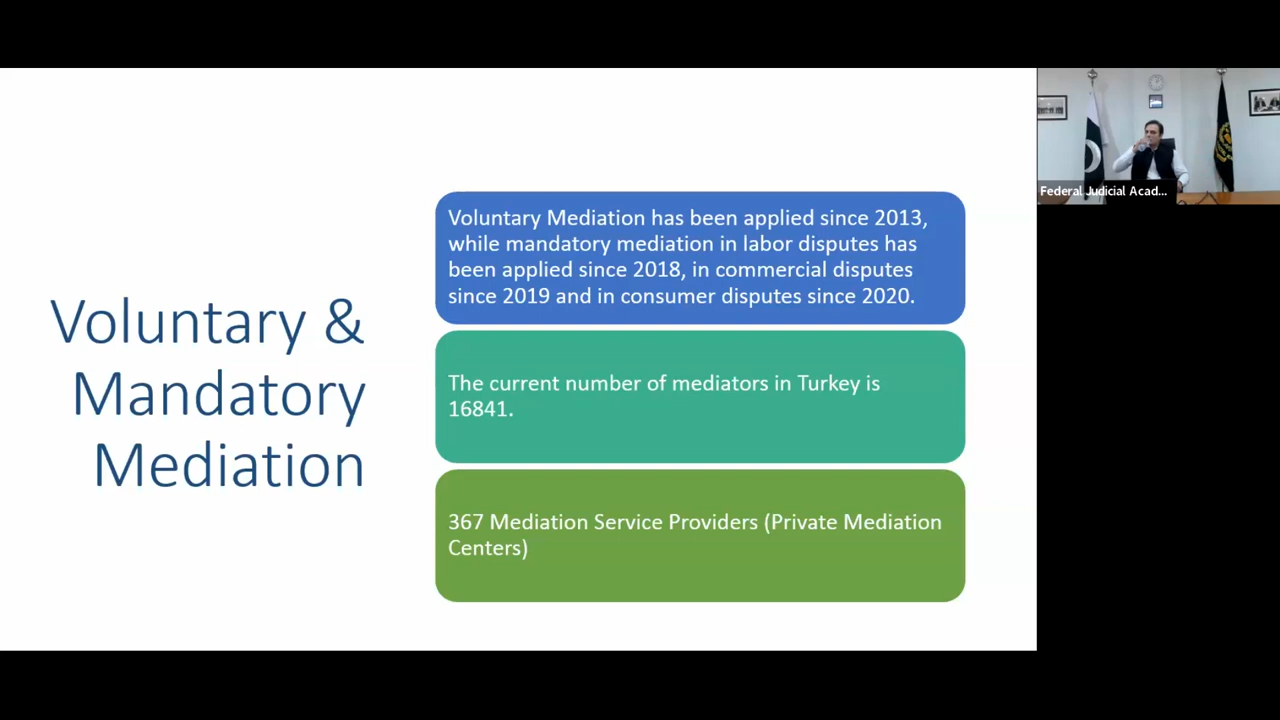 Voluntary &
Mandatory
Mediation
Voluntary Mediation has been applied since 2013,
while mandatory mediation in labor disputes has
been applied since 2018, in commercial disputes
since 2019 and in consumer disputes since 2020.
The current number of mediators in Turkey is
16841.
367 Mediation Service Providers (Private Mediation
Centers)
Federal Judicial Acad...